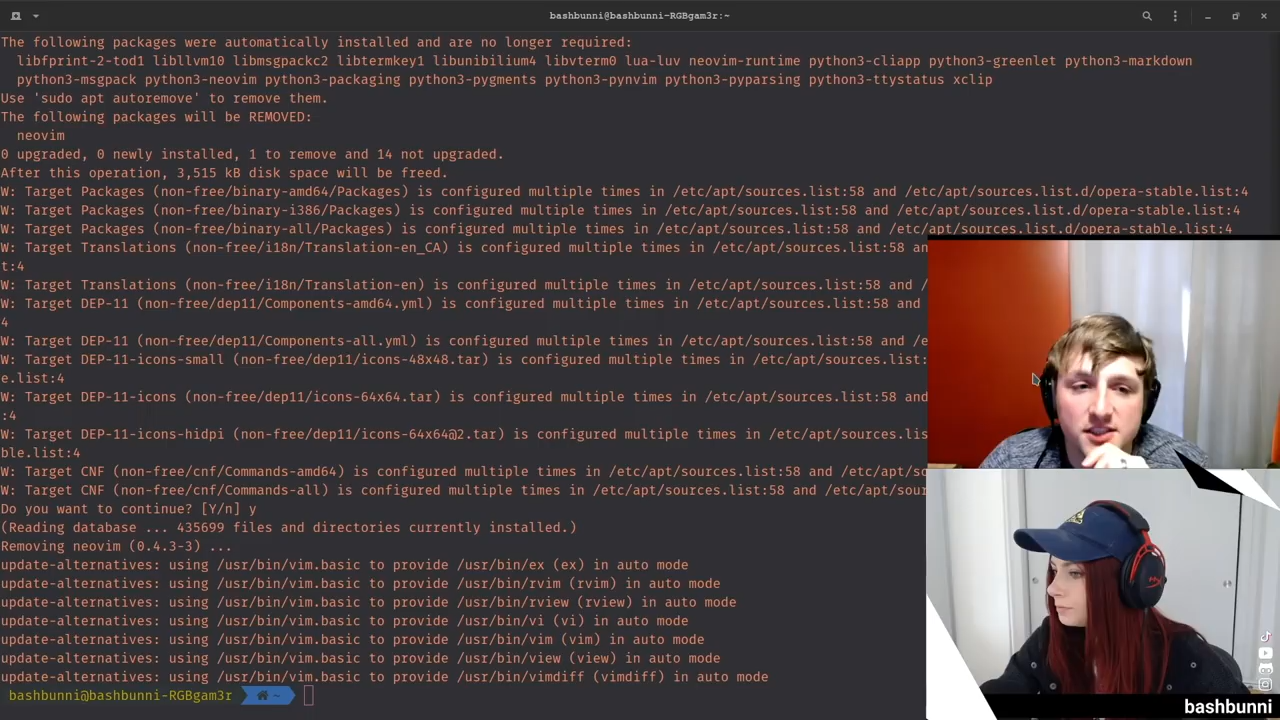 bashbunni@bashbunni-RGBgam3r:~
The following packages were automatically installed and are no longer required:
libfprint-2-tod1 libllvm10 libmsgpackc2 libtermkey1 libunibilium4 libvterm0 lua-luv neovim-runtime python3-cliapp python3-greenlet python3-markdown
python3-msgpack python3-neovim python3-packaging python3-pygments python3-pynvim python3-pyparsing python3-ttystatus xclip
Use 'sudo apt autoremove' to remove them.
The following packages will be REMOVED:
neovim
0 upgraded, 0 newly installed, 1 to remove and 14 not upgraded.
After this operation, 3,515 kB disk space will be freed.
W: Target Packages (non-free/binary-amd64/Packages) is configured multiple times in /etc/apt/sources.list:58 and /etc/apt/sources.list.d/opera-stable.list:4
W: Target Packages (non-free/binary-i386/Packages) is configured multiple times in /etc/apt/sources.list:58 and /etc/apt/sources.list.d/opera-stable.list:4
W: Target Packages (non-free/binary-all/Packages) is configured multiple times in /etc/apt/sources.list:58 and /etc/apt/sources.list.d/opera-stable.list:4
W: Target Translations (non-free/i18n/Translation-en_CA) is configured multiple times in /etc/apt/sources.list:58 an
t:4
W: Target Translations (non-free/i18n/Translation-en) is configured multiple times in /etc/apt/sources.list:58 and /
W: Target DEP-11 (non-free/dep11/Components-amd64.yml) is configured multiple times in /etc/apt/sources.list:58 and
4
W: Target DEP-11 (non-free/dep11/Components-all.yml) is configured multiple times in /etc/apt/sources.list:58 and /e
W: Target DEP-11-icons-small (non-free/dep11/icons-48x48.tar) is configured multiple times in /etc/apt/sources.list:
e.list:4
W: Target DEP-11-icons (non-free/dep11/icons-64x64.tar) is configured multiple times in /etc/apt/sources.list:58 and
:4
W: Target DEP-11-icons-hidpi (non-free/dep11/icons-64x64@2.tar) is configured multiple times in /etc/apt/sources.lis
ble.list:4
W: Target CNF (non-free/cnf/Commands-amd64) is configured multiple times in /etc/apt/sources.list:58 and /etc/apt/so
W: Target CNF (non-free/cnf/Commands-all) is configured multiple times in /etc/apt/sources.list:58 and /etc/apt/sour
Do you want to continue? [Y/n] y
(Reading database ... 435699 files and directories currently installed.)
Removing neovim (0.4.3-3) ...
update-alternatives: using /usr/bin/vim.basic to provide /usr/bin/ex (ex) in auto mode
update-alternatives: using /usr/bin/vim.basic to provide /usr/bin/rvim (rvim) in auto mode
update-alternatives: using /usr/bin/vim.basic to provide /usr/bin/rview (rview) in auto mode
update-alternatives: using /usr/bin/vim.basic to provide /usr/bin/vi (vi) in auto mode
update-alternatives: using /usr/bin/vim.basic to provide /usr/bin/vim (vim) in auto mode
update-alternatives: using /usr/bin/vim.basic to provide /usr/bin/view (view) in auto mode
update-alternatives: using /usr/bin/vim.basic to provide /usr/bin/vimdiff (vimdiff) in auto mode
bashbunni@bashbunni-RGBgam3r ~
bashbunni